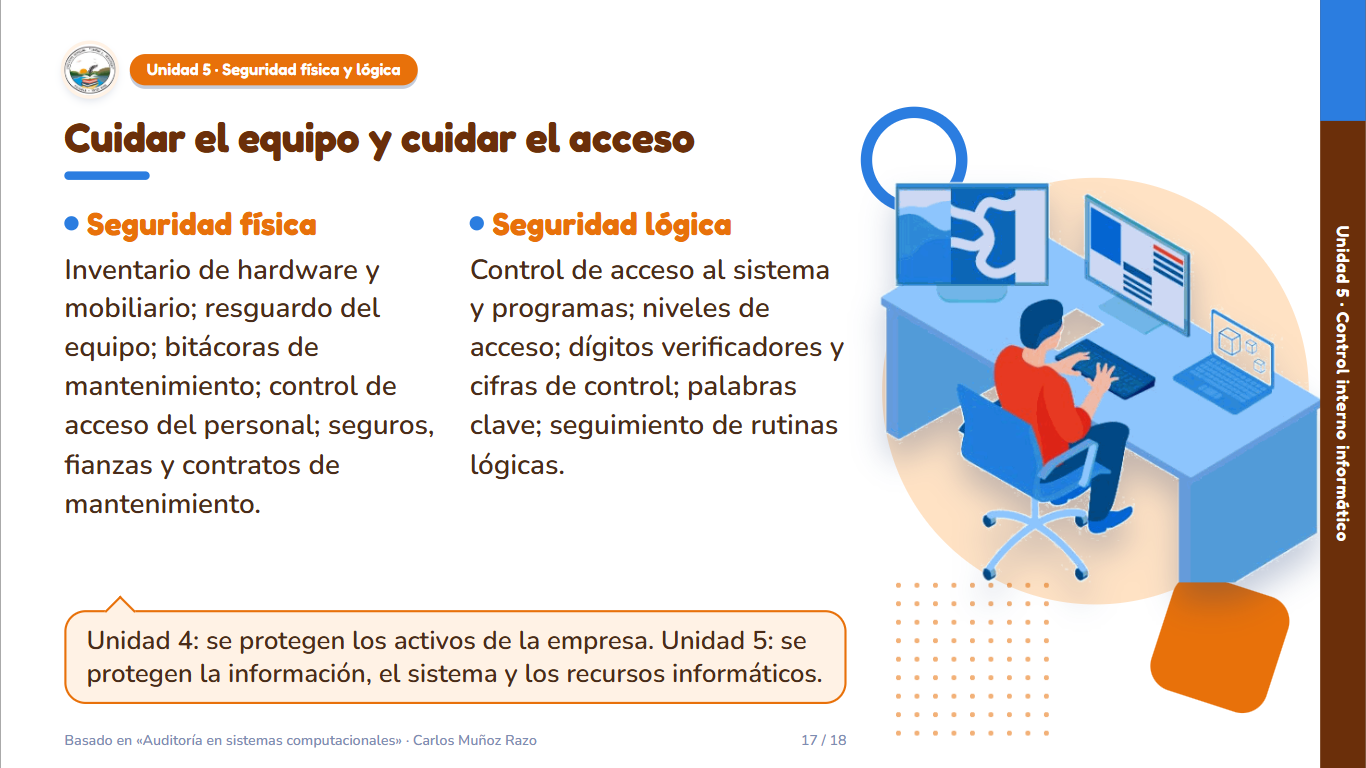 Unidad 5 · Seguridad física y lógica
Cuidar el equipo y cuidar el acceso
Seguridad física
Inventario de hardware y
mobiliario; resguardo del
equipo; bitácoras de
mantenimiento; control de
acceso del personal; seguros,
fianzas y contratos de
mantenimiento.
Seguridad lógica
Control de acceso al sistema
y programas; niveles de
acceso; dígitos verificadores y
cifras de control; palabras
clave; seguimiento de rutinas
lógicas.
Unidad 4: se protegen los activos de la empresa. Unidad 5: se
protegen la información, el sistema y los recursos informáticos.
Basado en «Auditoría en sistemas computacionales» · Carlos Muñoz Razo
17 / 18
Unidad 5 · Control interno informático